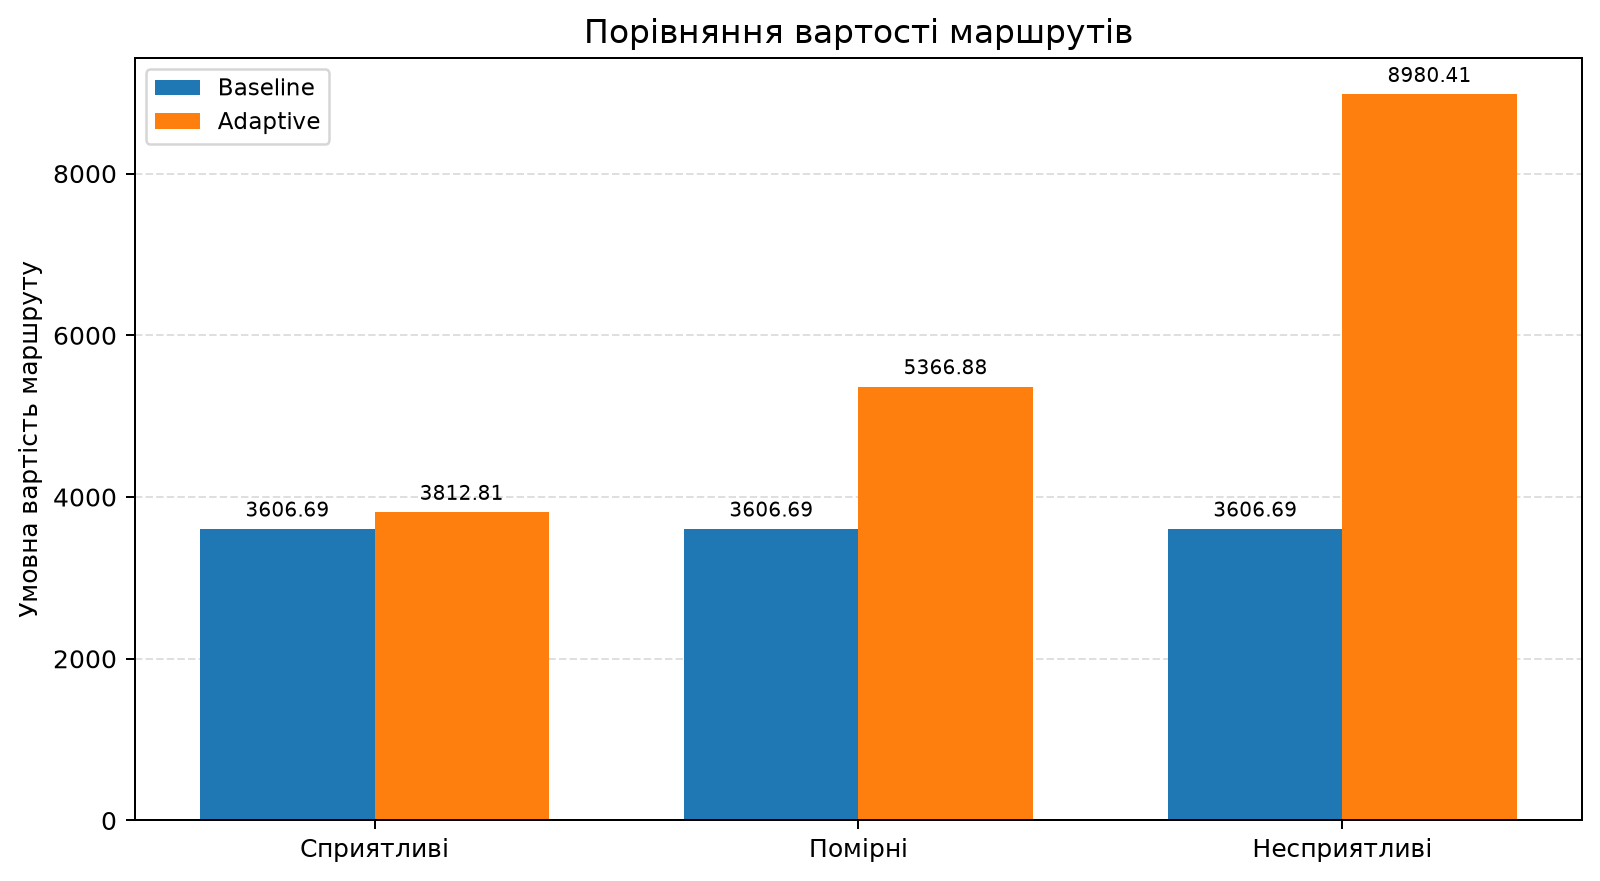 Порівняння вартості маршрутів
Baseline
Adaptive
Умовна вартість маршруту
8000
6000
4000
2000
0
3606.69
3812.81
3606.69
5366.88
3606.69
8980.41
Сприятливі
Помірні
Несприятливі